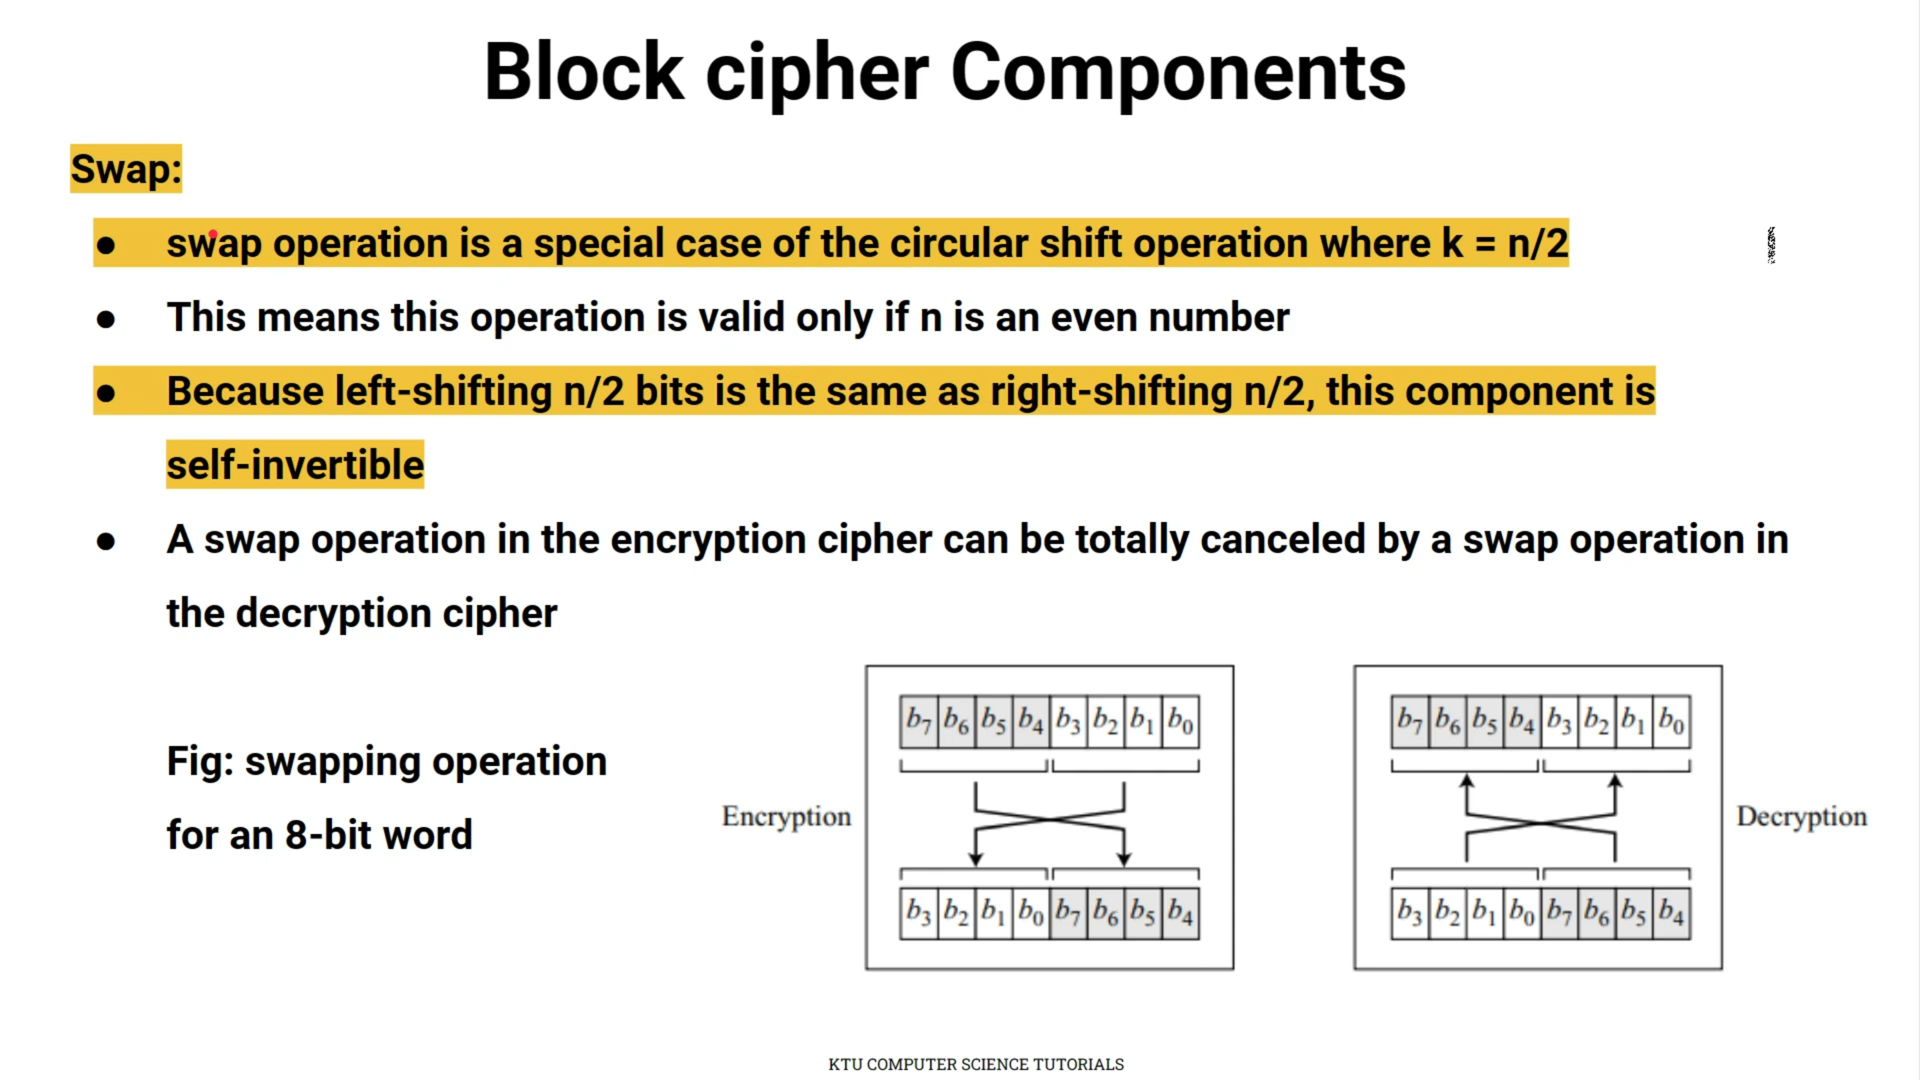 Block cipher Components
Swap:
● swap operation is a special case of the circular shift operation where k = n/2
● This means this operation is valid only if n is an even number
● Because left-shifting n/2 bits is the same as right-shifting n/2, this component is
self-invertible
● A swap operation in the encryption cipher can be totally canceled by a swap operation in
the decryption cipher
Fig: swapping operation
for an 8-bit word
Encryption
b7 b6 b5 b4 b3 b2 b1 b0
b3 b2 b1 b0 b7 b6 b5 b4
b7 b6 b5 b4 b3 b2 b1 b0
b3 b2 b1 b0 b7 b6 b5 b4
Decryption
KTU COMPUTER SCIENCE TUTORIALS